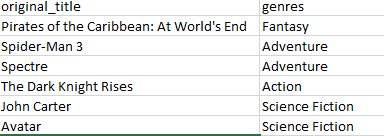 original_title genres
Pirates of the Caribbean: At World's End Fantasy
Spider-Man 3 Adventure
Spectre Adventure
The Dark Knight Rises Action
John Carter Science Fiction
Avatar Science Fiction